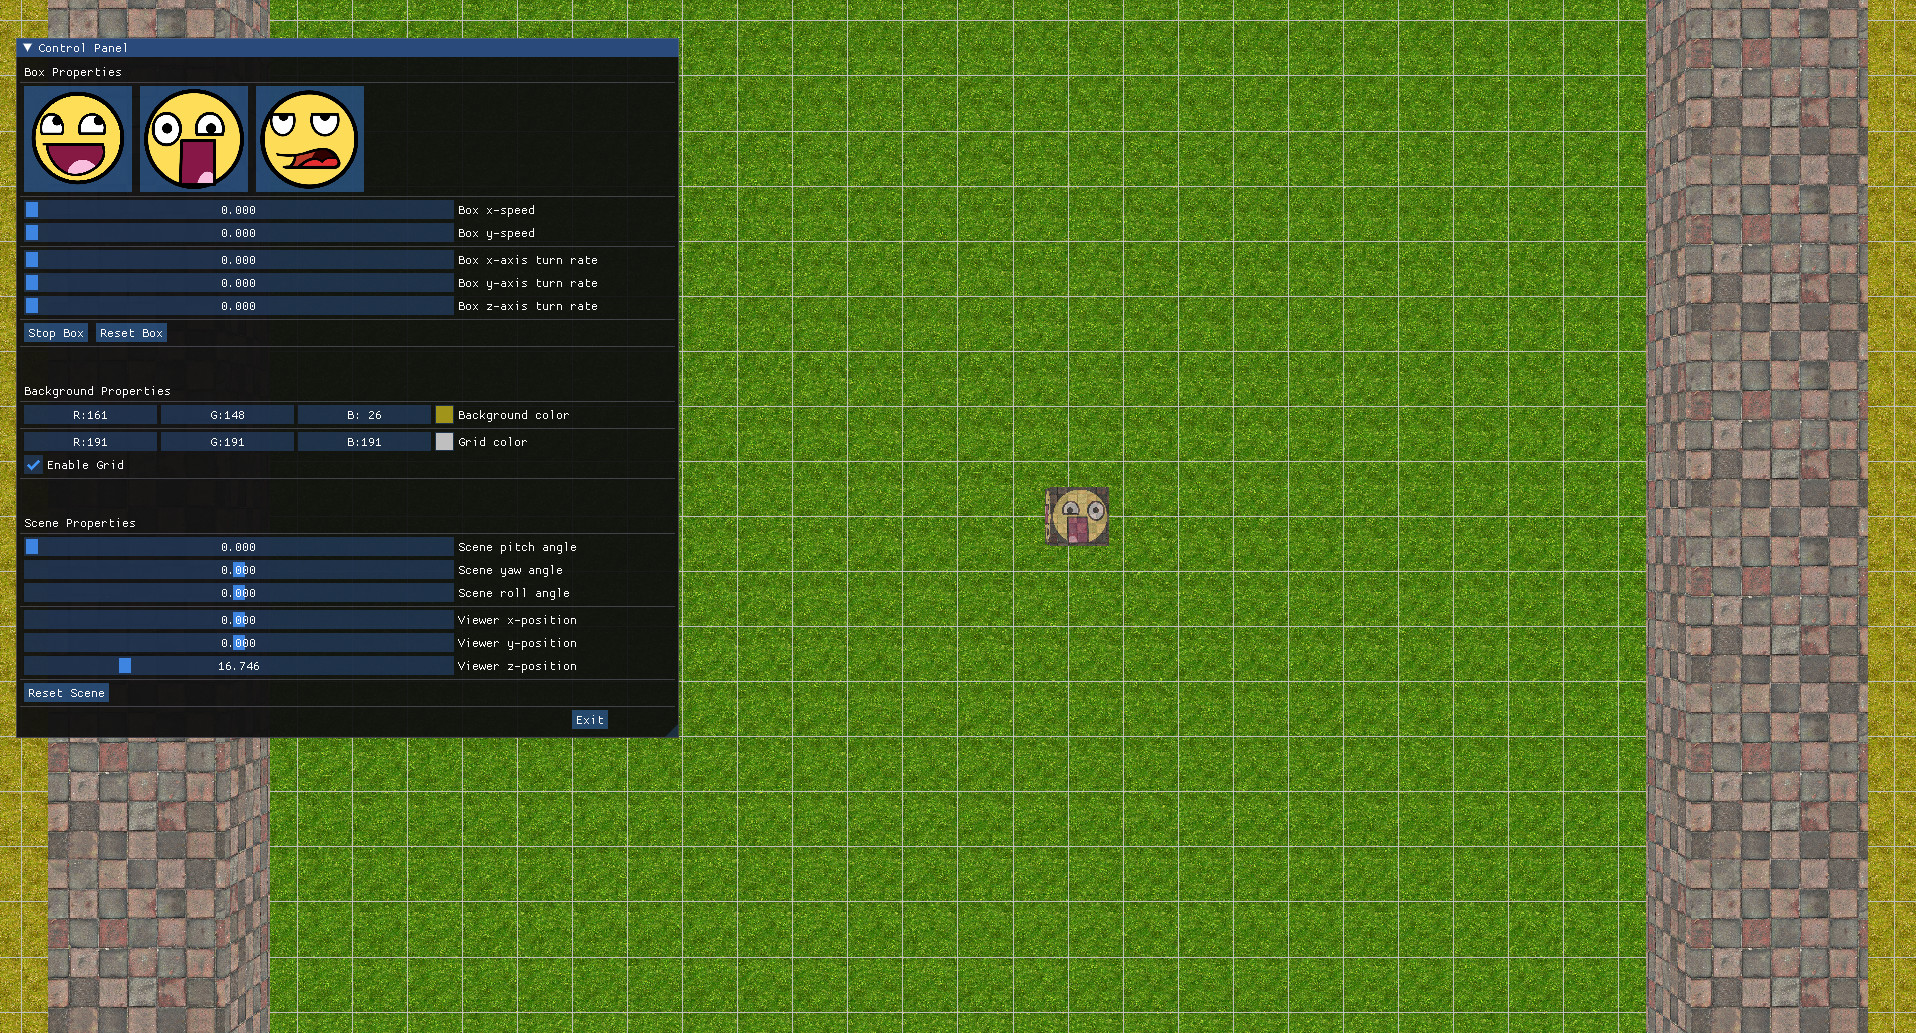 Control Panel
Box Properties
0.000 Box x-speed
0.000 Box y-speed
0.000 Box x-axis turn rate
0.000 Box y-axis turn rate
0.000 Box z-axis turn rate
Stop Box Reset Box
Background Properties
R:161 G:148 B: 26 Background color
R:191 G:191 B:191 Grid color
Enable Grid
Scene Properties
0.000 Scene pitch angle
0.000 Scene yaw angle
0.000 Scene roll angle
0.000 Viewer x-position
0.000 Viewer y-position
16.746 Viewer z-position
Reset Scene
Exit